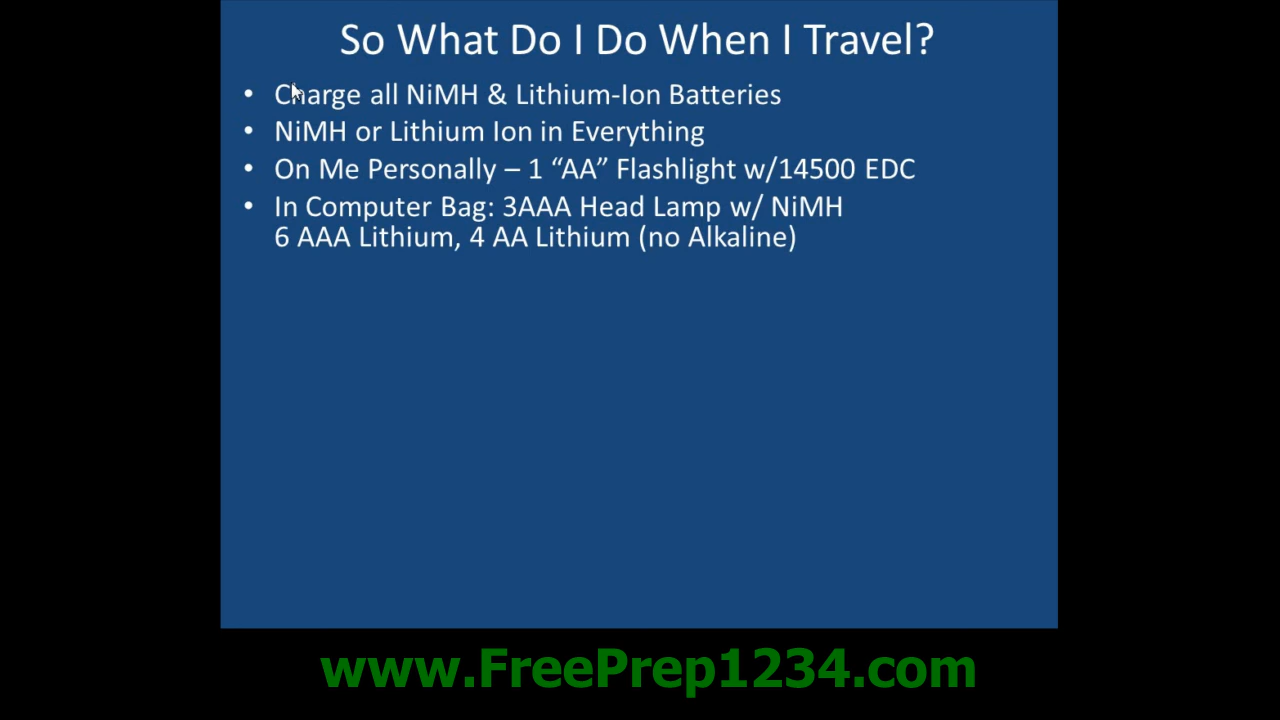 So What Do I Do When I Travel?
• Charge all NiMH & Lithium-Ion Batteries
• NiMH or Lithium Ion in Everything
• On Me Personally – 1 “AA” Flashlight w/14500 EDC
• In Computer Bag: 3AAA Head Lamp w/ NiMH
6 AAA Lithium, 4 AA Lithium (no Alkaline)
www.FreePrep1234.com